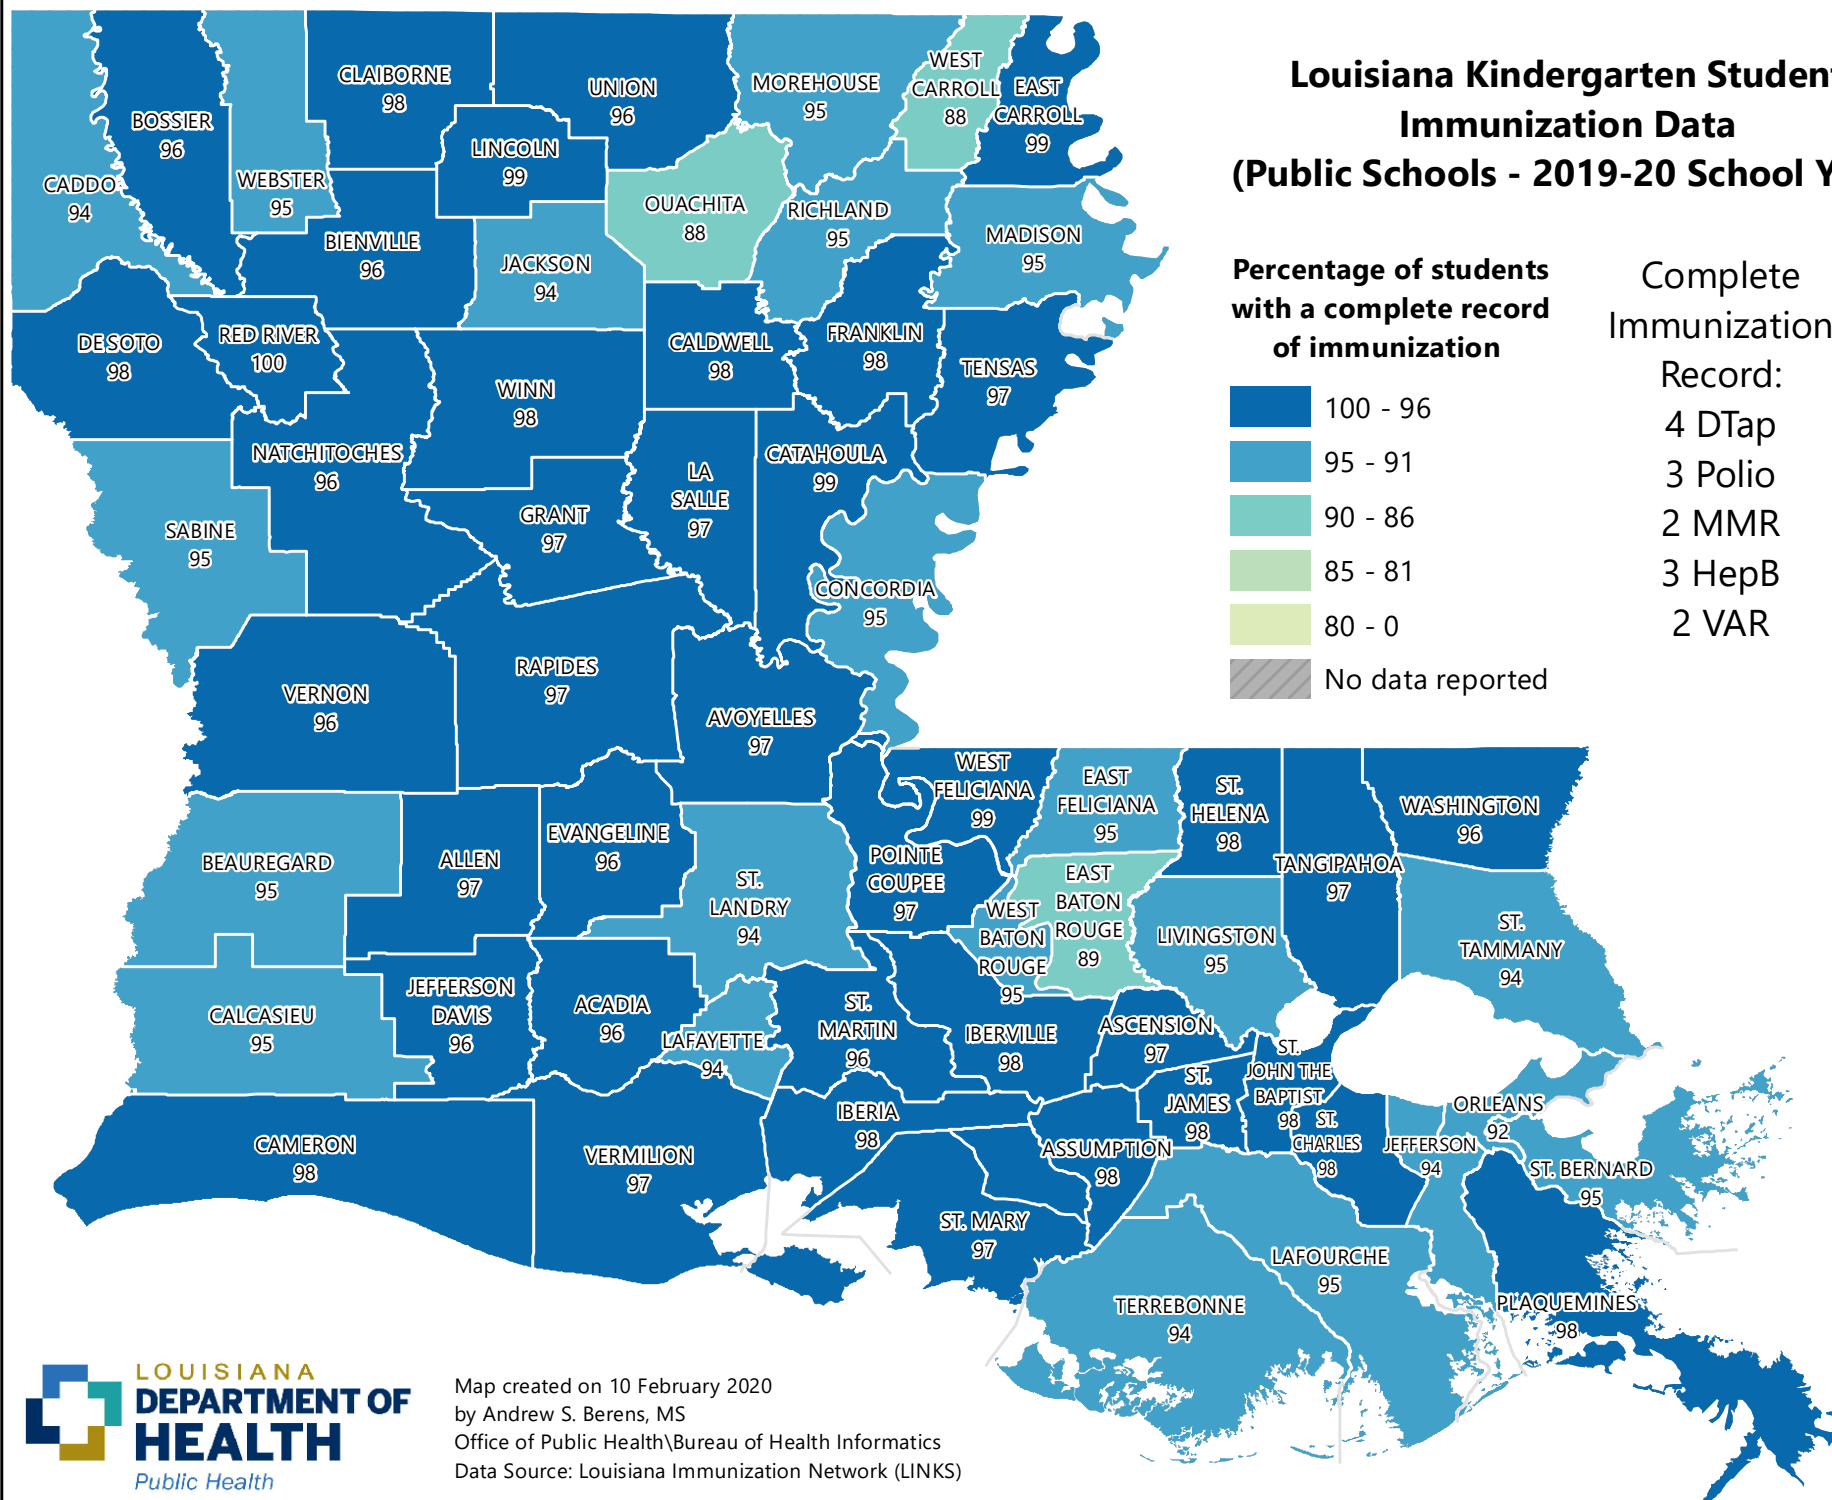 Louisiana Kindergarten Studen
Immunization Data
(Public Schools - 2019-20 School Y
Percentage of students
with a complete record
of immunization
100 - 96
95 - 91
90 - 86
85 - 81
80 - 0
No data reported
Complete
Immunization
Record:
4 DTap
3 Polio
2 MMR
3 HepB
2 VAR
CADDO
94
BOSSIER
96
WEBSTER
95
CLAIBORNE
98
LINCOLN
99
UNION
96
MOREHOUSE
95
WEST
CARROLL
88
EAST
CARROLL
99
BIENVILLE
96
JACKSON
94
OUACHITA
88
RICHLAND
95
MADISON
95
DE SOTO
98
RED RIVER
100
WINN
98
CALDWELL
98
FRANKLIN
98
TENSAS
97
NATCHITOCHES
96
SABINE
95
GRANT
97
LA
SALLE
97
CATAHOULA
99
CONCORDIA
95
VERNON
96
RAPIDES
97
AVOYELLES
97
WEST
FELICIANA
99
EAST
FELICIANA
95
ST.
HELENA
98
TANGIPAHOA
97
WASHINGTON
96
BEAUREGARD
95
ALLEN
97
EVANGELINE
96
ST.
LANDRY
94
POINTE
COUPEE
97
WEST
BATON
ROUGE
95
EAST
BATON
ROUGE
89
LIVINGSTON
95
ST.
TAMMANY
94
CALCASIEU
95
JEFFERSON
DAVIS
96
ACADIA
96
LAFAYETTE
94
ST.
MARTIN
96
IBERVILLE
98
ASCENSION
97
ST.
JAMES
98
ST.
JOHN THE
BAPTIST
98
ST.
CHARLES
98
JEFFERSON
94
ORLEANS
92
ST. BERNARD
95
CAMERON
98
VERMILION
97
IBERIA
98
ASSUMPTION
98
ST. MARY
97
TERREBONNE
94
LAFOURCHE
95
PLAQUEMINES
98
LOUISIANA
DEPARTMENT OF
HEALTH
Public Health
Map created on 10 February 2020
by Andrew S. Berens, MS
Office of Public Health\Bureau of Health Informatics
Data Source: Louisiana Immunization Network (LINKS)